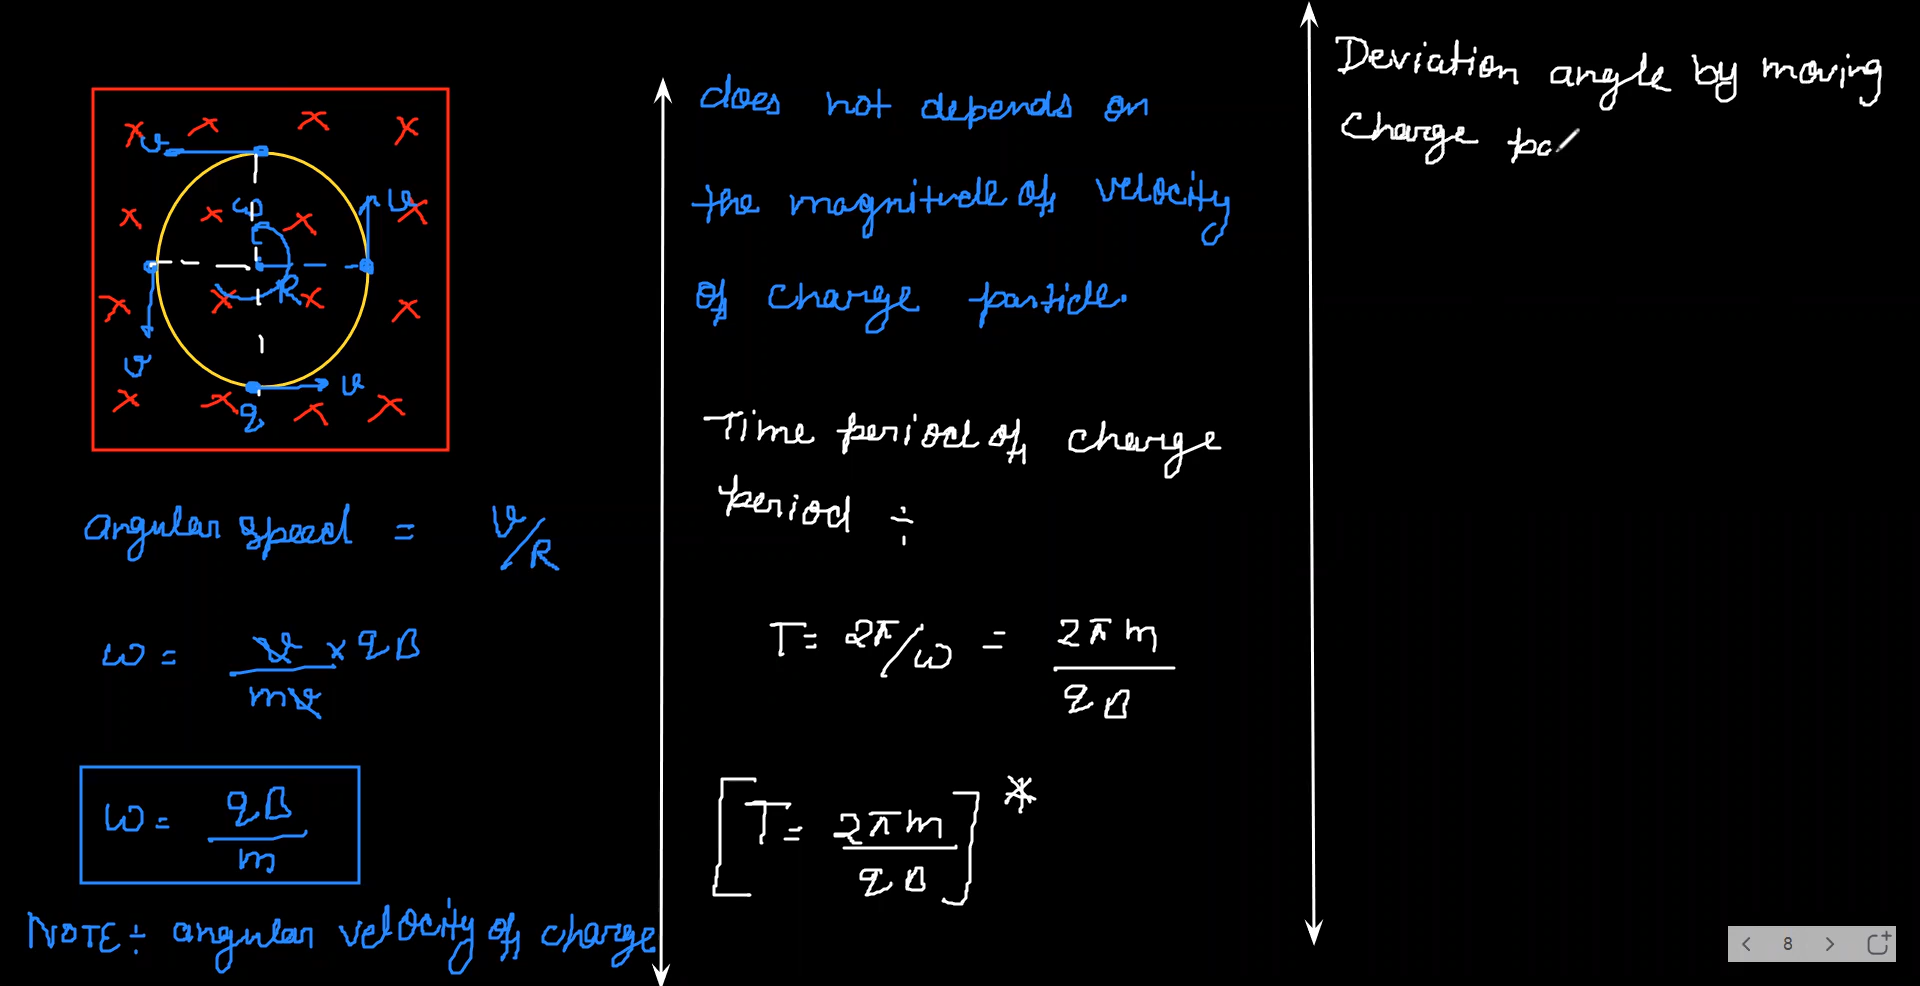 v
v
ω
R
v
v
q
angular speed = v/R
ω = v × qB / mv
ω = qB / m
NOTE ÷ angular velocity of charge
does not depends on
the magnitude of velocity
of charge particle.
Time period of charge
period ÷
T = 2π/ω = 2πm / qB
[T = 2πm / qB]*
Deviation angle by moving
Charge pa
8